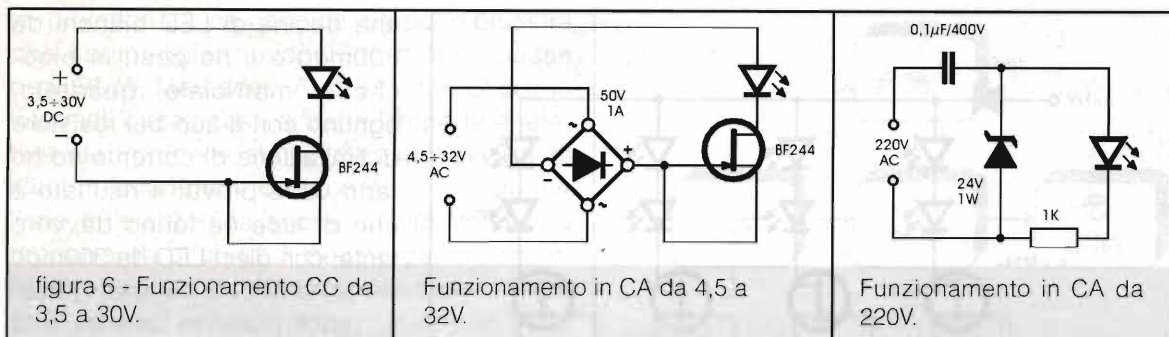 +
3,5÷30V
DC
BF244
figura 6 - Funzionamento CC da
3,5 a 30V.
50V
1A
~
+
4,5÷32V
AC
~
BF244
Funzionamento in CA da 4,5 a
32V.
0,1µF/400V
220V
AC
24V
1W
1K
Funzionamento in CA da
220V.